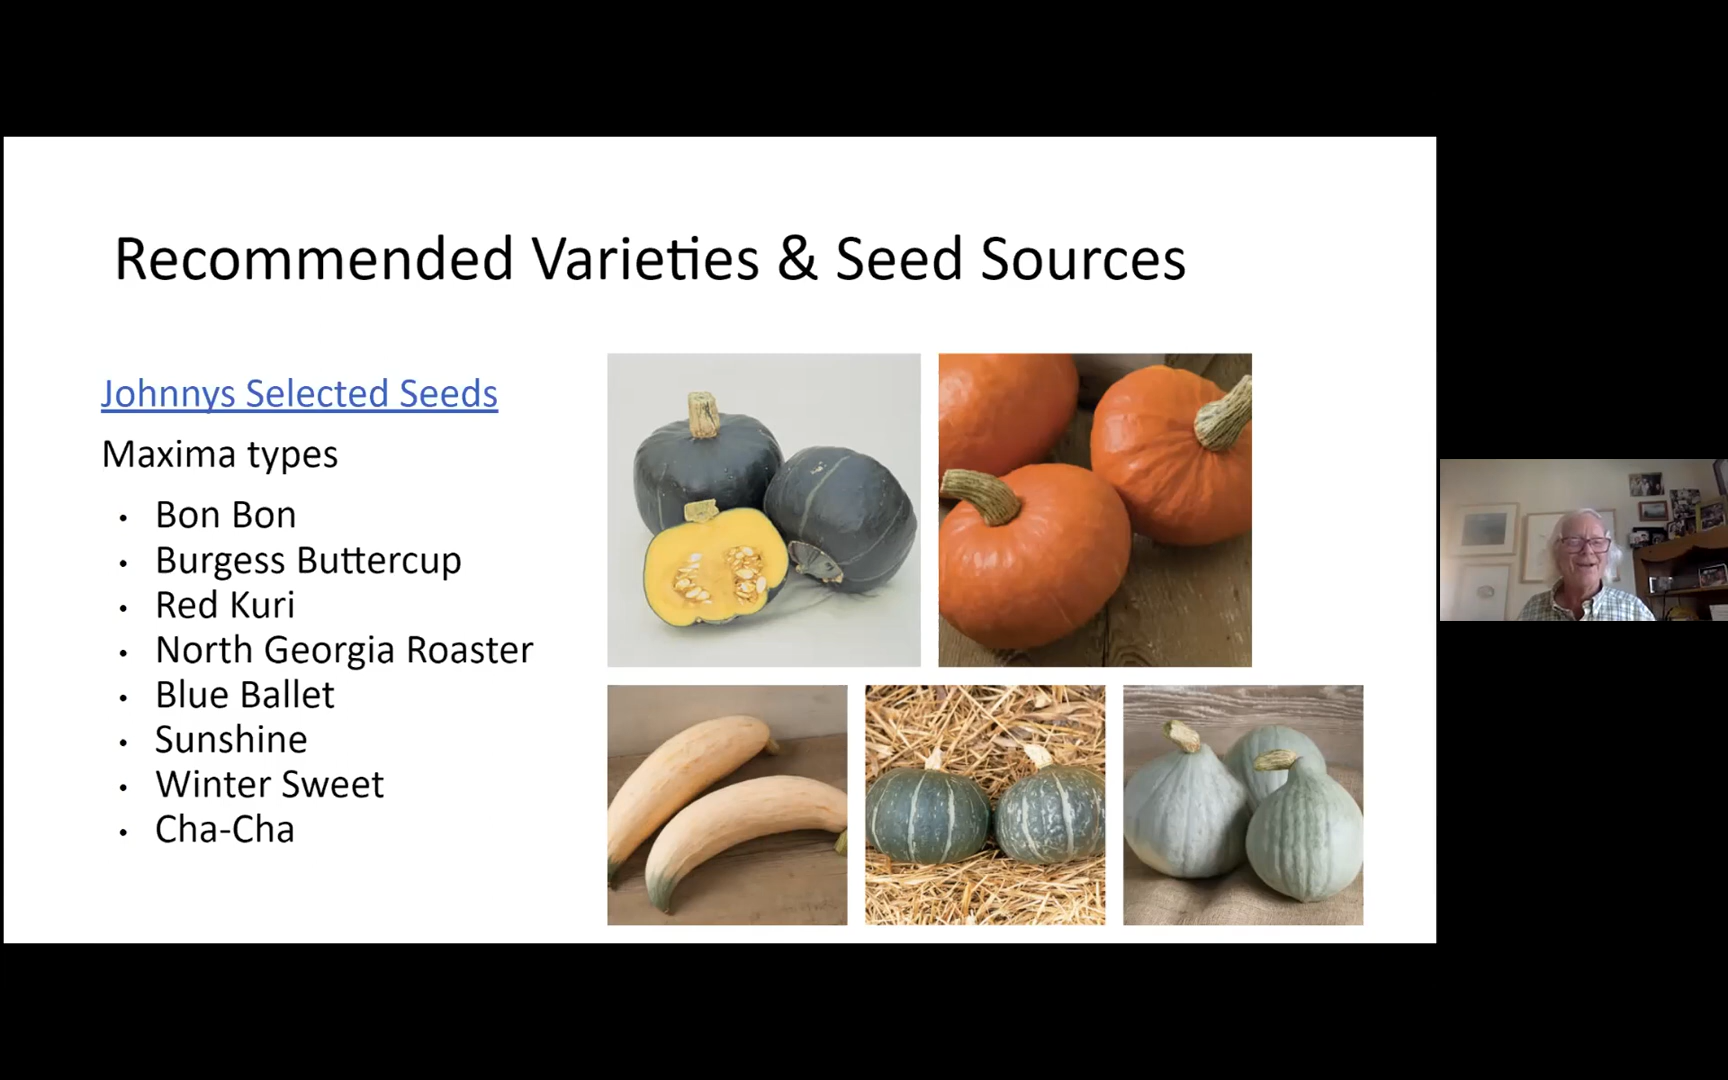 Recommended Varieties & Seed Sources
Johnnys Selected Seeds
Maxima types
• Bon Bon
• Burgess Buttercup
• Red Kuri
• North Georgia Roaster
• Blue Ballet
• Sunshine
• Winter Sweet
• Cha-Cha